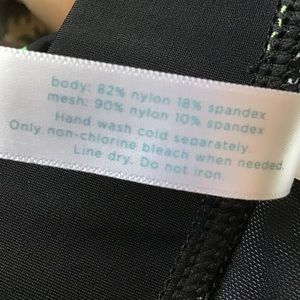 body: 82% nylon 18% spandex
mesh: 90% nylon 10% spandex
Hand wash cold separately.
Only non-chlorine bleach when needed.
Line dry. Do not iron.